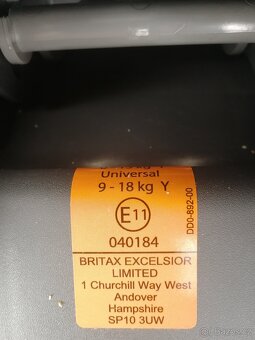 Universal
9 - 18 kg Y
E11
040184
BRITAX EXCELSIOR
LIMITED
1 Churchill Way West
Andover
Hampshire
SP10 3UW
DD0-892-00